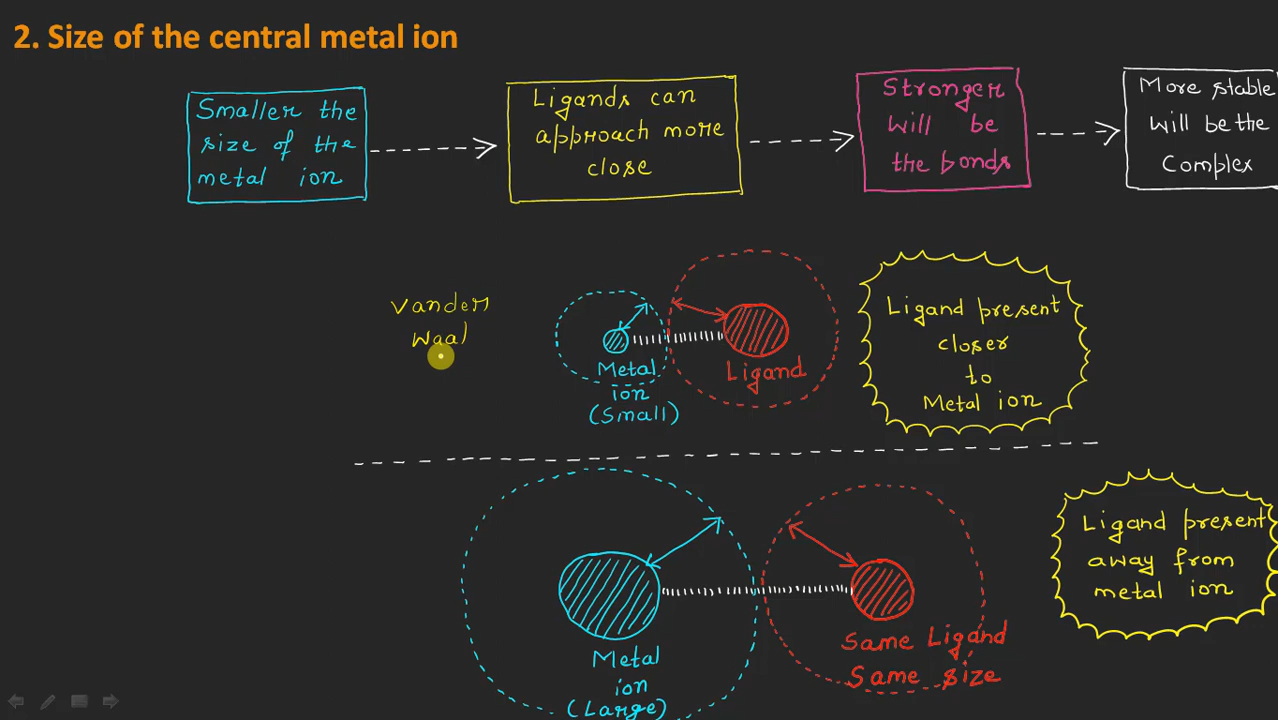 2. Size of the central metal ion
Smaller the
size of the
metal ion
Ligands can
approach more
close
Stronger
will be
the bonds
More stable
will be the
Complex
Vander
Waal
Metal
ion
(Small)
Ligand
Ligand present
closer
to
Metal ion
Metal
ion
(Large)
Same Ligand
Same size
Ligand present
away from
metal ion